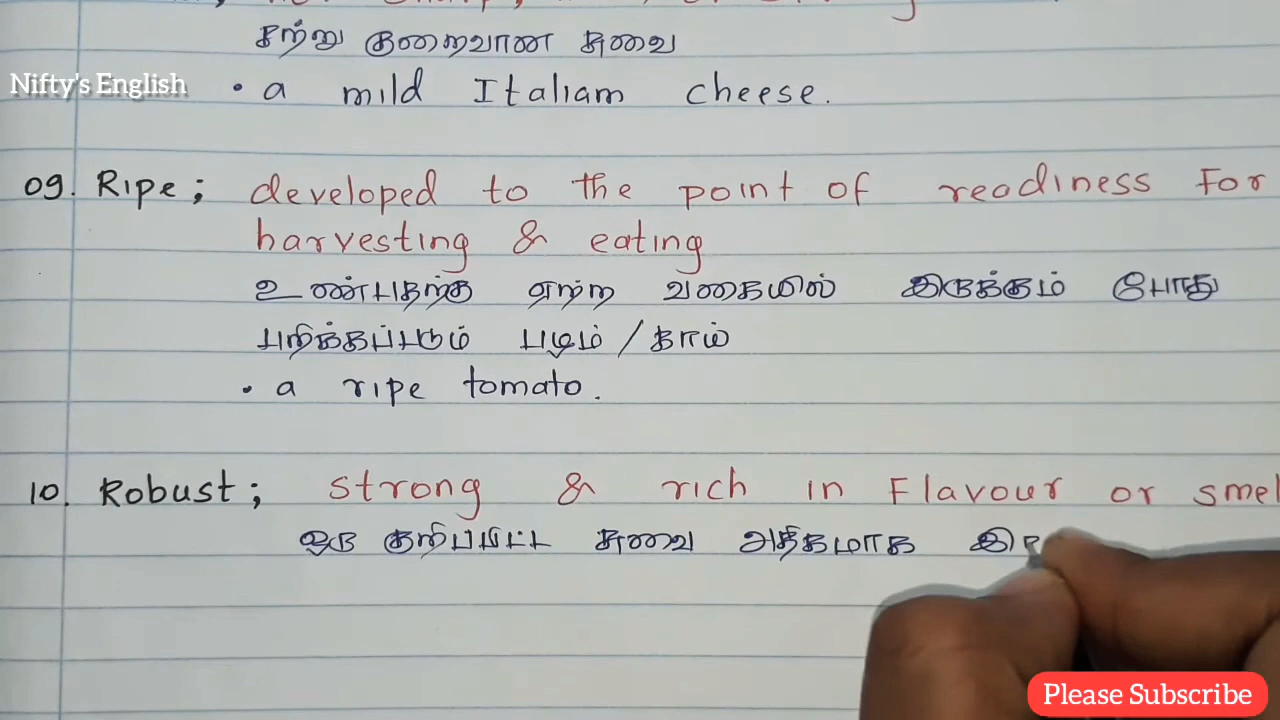 சற்று குறைவான சுவை
Nifty's English
• a mild Italian cheese.
09. Ripe; developed to the point of readiness For
harvesting & eating
உண்பதற்கு ஏற்ற வகையில் இருக்கும் போது
பறிக்கப்படும் பழம் / காய்
• a ripe tomato.
10. Robust; strong & rich in Flavour or smel
ஒரு குறிப்பிட்ட சுவை அதிகமாக இரு
Please Subscribe